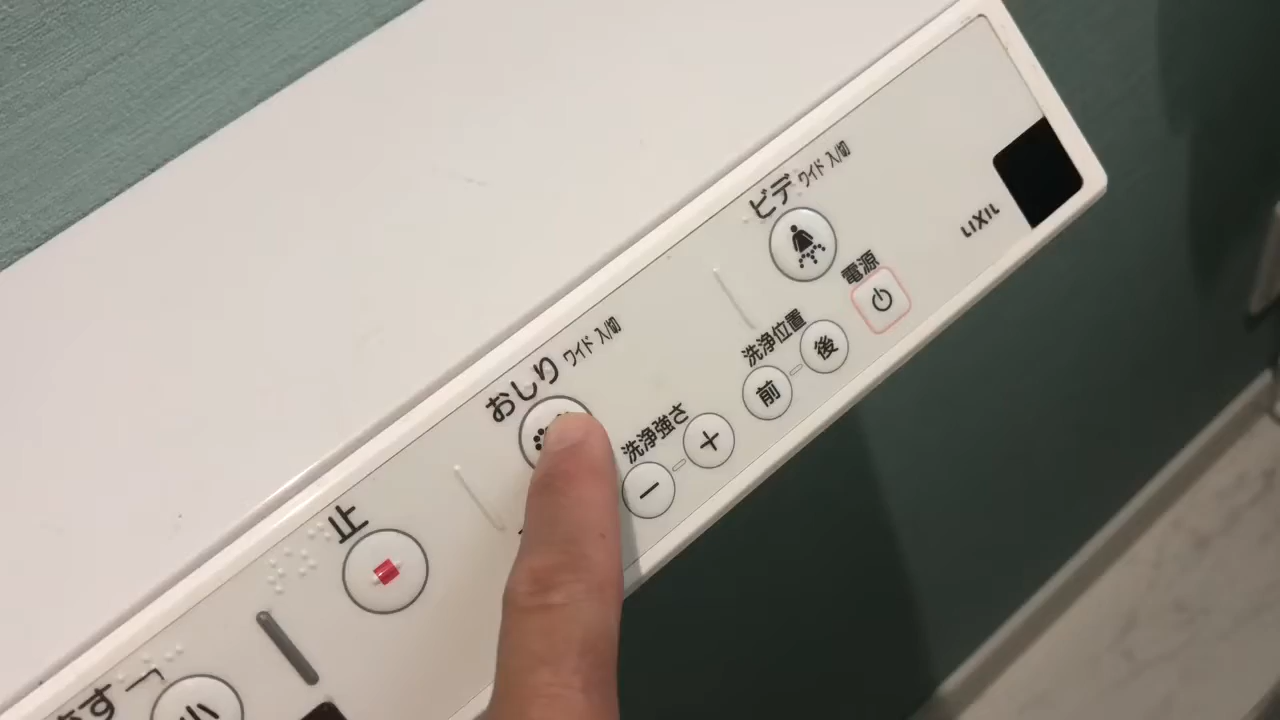 ビデ ワイド 入/切
LIXIL
電源
洗浄位置
前 後
おしり ワイド 入/切
洗浄強さ
− ＋
止
小